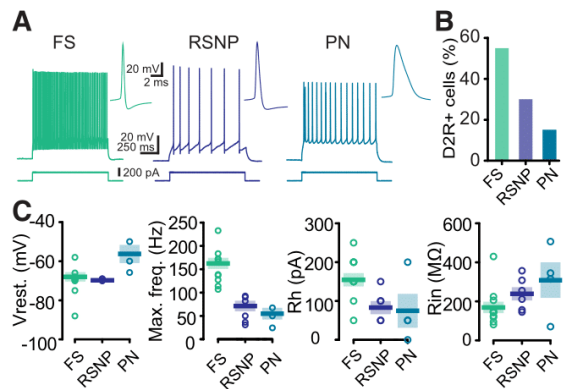 A
FS
RSNP
PN
20 mV
2 ms
20 mV
250 ms
200 pA
B
D2R+ cells (%)
60
40
20
0
FS
RSNP
PN
C
Vrest. (mV)
-40
-60
-80
-100
FS
RSNP
PN
Max. freq. (Hz)
250
200
150
100
50
0
FS
RSNP
PN
Rh (pA)
300
200
100
0
FS
RSNP
PN
Rin (MΩ)
600
400
200
0
FS
RSNP
PN